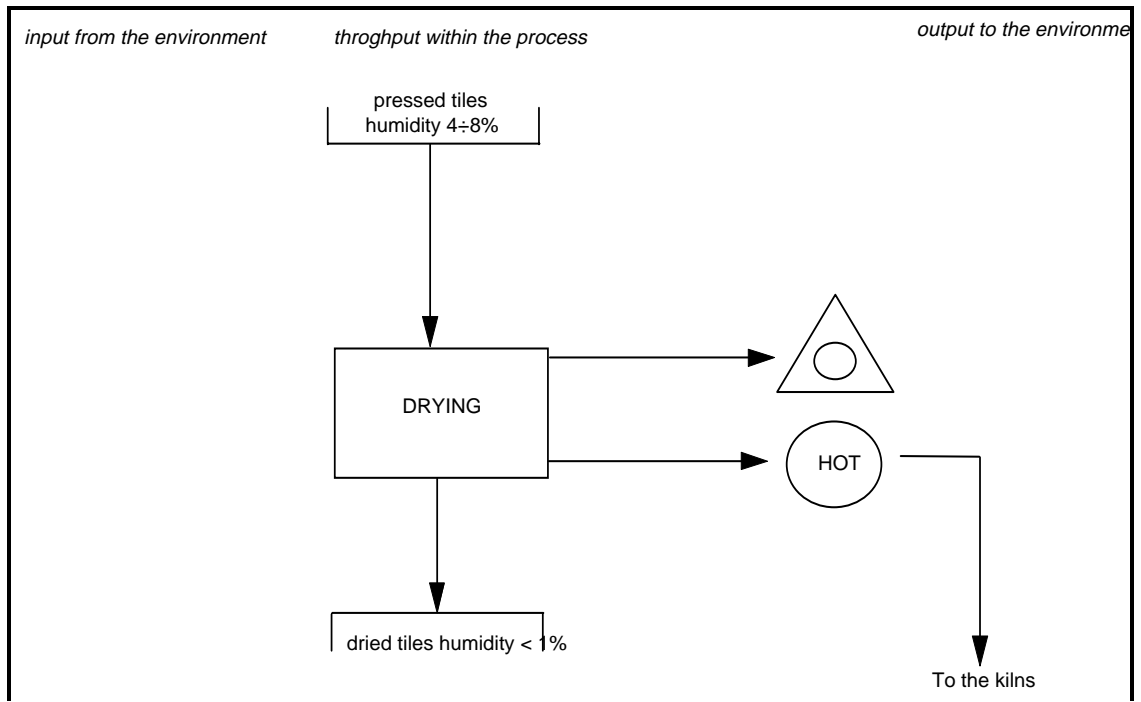 input from the environment
throghput within the process
output to the environme
pressed tiles
humidity 4÷8%
DRYING
HOT
dried tiles humidity < 1%
To the kilns